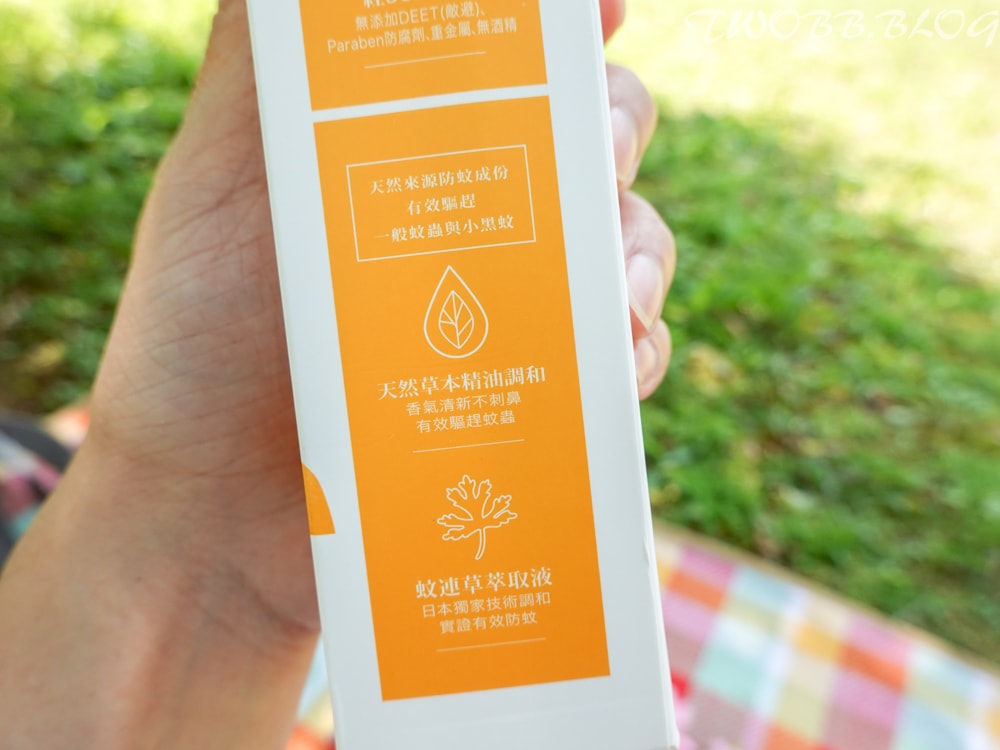 無添加DEET(敵避)、
Paraben防腐劑、重金屬、無酒精
天然來源防蚊成份
有效驅趕
一般蚊蟲與小黑蚊
天然草本精油調和
香氣清新不刺鼻
有效驅趕蚊蟲
蚊連草萃取液
日本獨家技術調和
實證有效防蚊
TWOBB.BLOG